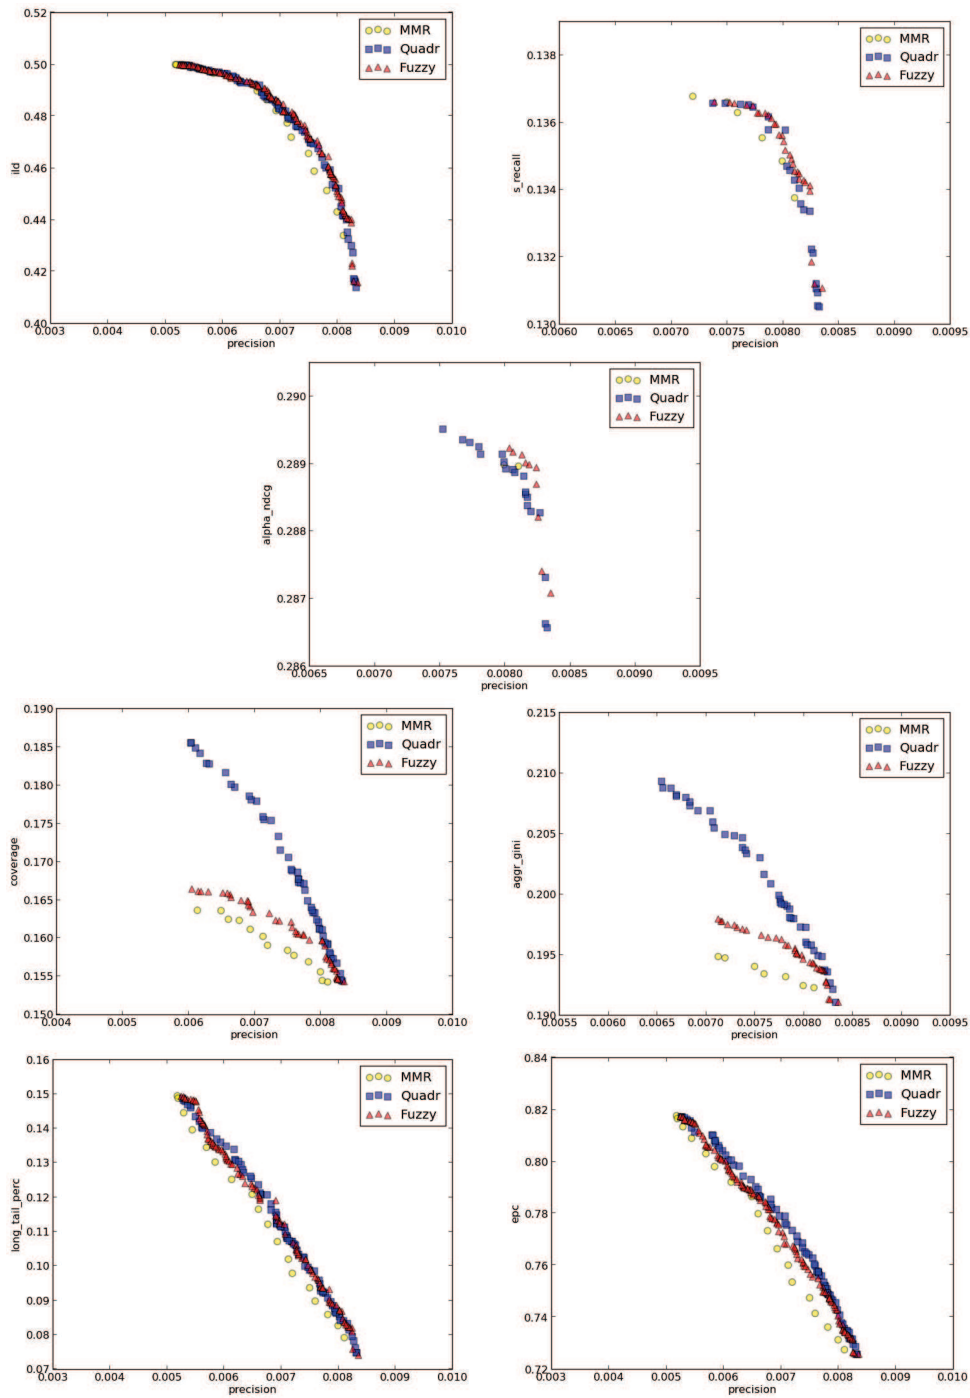 0.52
0.50
0.48
0.46
0.44
0.42
0.40
ild
0.003 0.004 0.005 0.006 0.007 0.008 0.009 0.010
precision
MMR
Quadr
Fuzzy
0.138
0.136
0.134
0.132
0.130
s_recall
0.0060 0.0065 0.0070 0.0075 0.0080 0.0085 0.0090 0.0095
precision
MMR
Quadr
Fuzzy
0.290
0.289
0.288
0.287
0.286
alpha_ndcg
0.0065 0.0070 0.0075 0.0080 0.0085 0.0090 0.0095
precision
MMR
Quadr
Fuzzy
0.190
0.185
0.180
0.175
0.170
0.165
0.160
0.155
0.150
coverage
0.004 0.005 0.006 0.007 0.008 0.009 0.010
precision
MMR
Quadr
Fuzzy
0.215
0.210
0.205
0.200
0.195
0.190
aggr_gini
0.0055 0.0060 0.0065 0.0070 0.0075 0.0080 0.0085 0.0090 0.0095
precision
MMR
Quadr
Fuzzy
0.16
0.15
0.14
0.13
0.12
0.11
0.10
0.09
0.08
0.07
long_tail_perc
0.003 0.004 0.005 0.006 0.007 0.008 0.009 0.010
precision
MMR
Quadr
Fuzzy
0.84
0.82
0.80
0.78
0.76
0.74
0.72
epc
0.003 0.004 0.005 0.006 0.007 0.008 0.009 0.010
precision
MMR
Quadr
Fuzzy